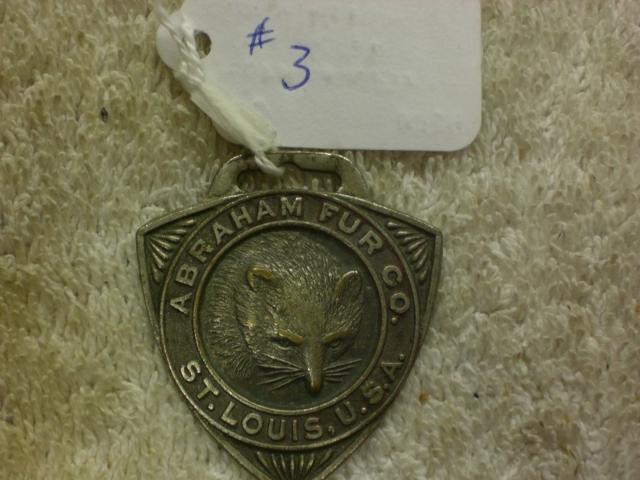 # 3
ABRAHAM FUR CO.
ST. LOUIS, U.S.A.